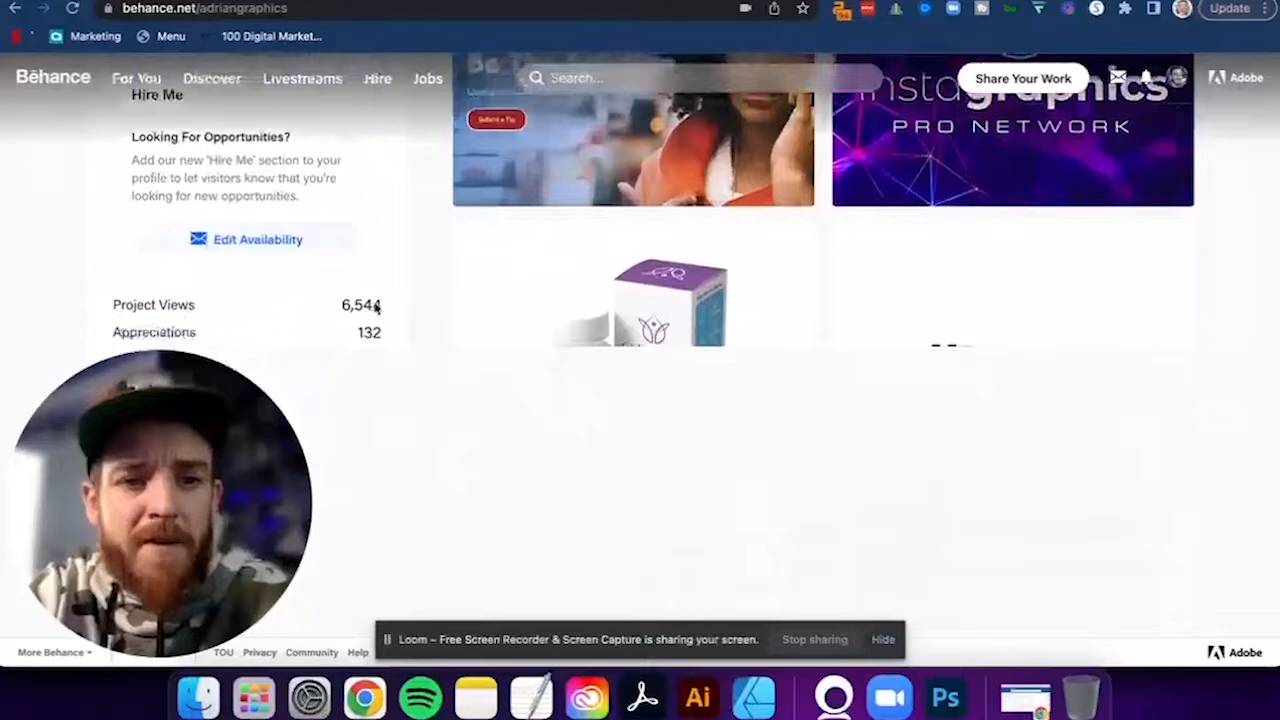 behance.net/adriangraphics
Update
Marketing
Menu
100 Digital Market...
Bēhance
For You
Discover
Livestreams
Hire
Jobs
Search...
Share Your Work
Adobe
Hire Me
Looking For Opportunities?
Add our new 'Hire Me' section to your
profile to let visitors know that you're
looking for new opportunities.
Edit Availability
Project Views 6,544
Appreciations 132
Submit a Tip
instagraphics
PRO NETWORK
Loom – Free Screen Recorder & Screen Capture is sharing your screen.
Stop sharing
Hide
More Behance
TOU
Privacy
Community
Help
Adobe
Ai
Ps